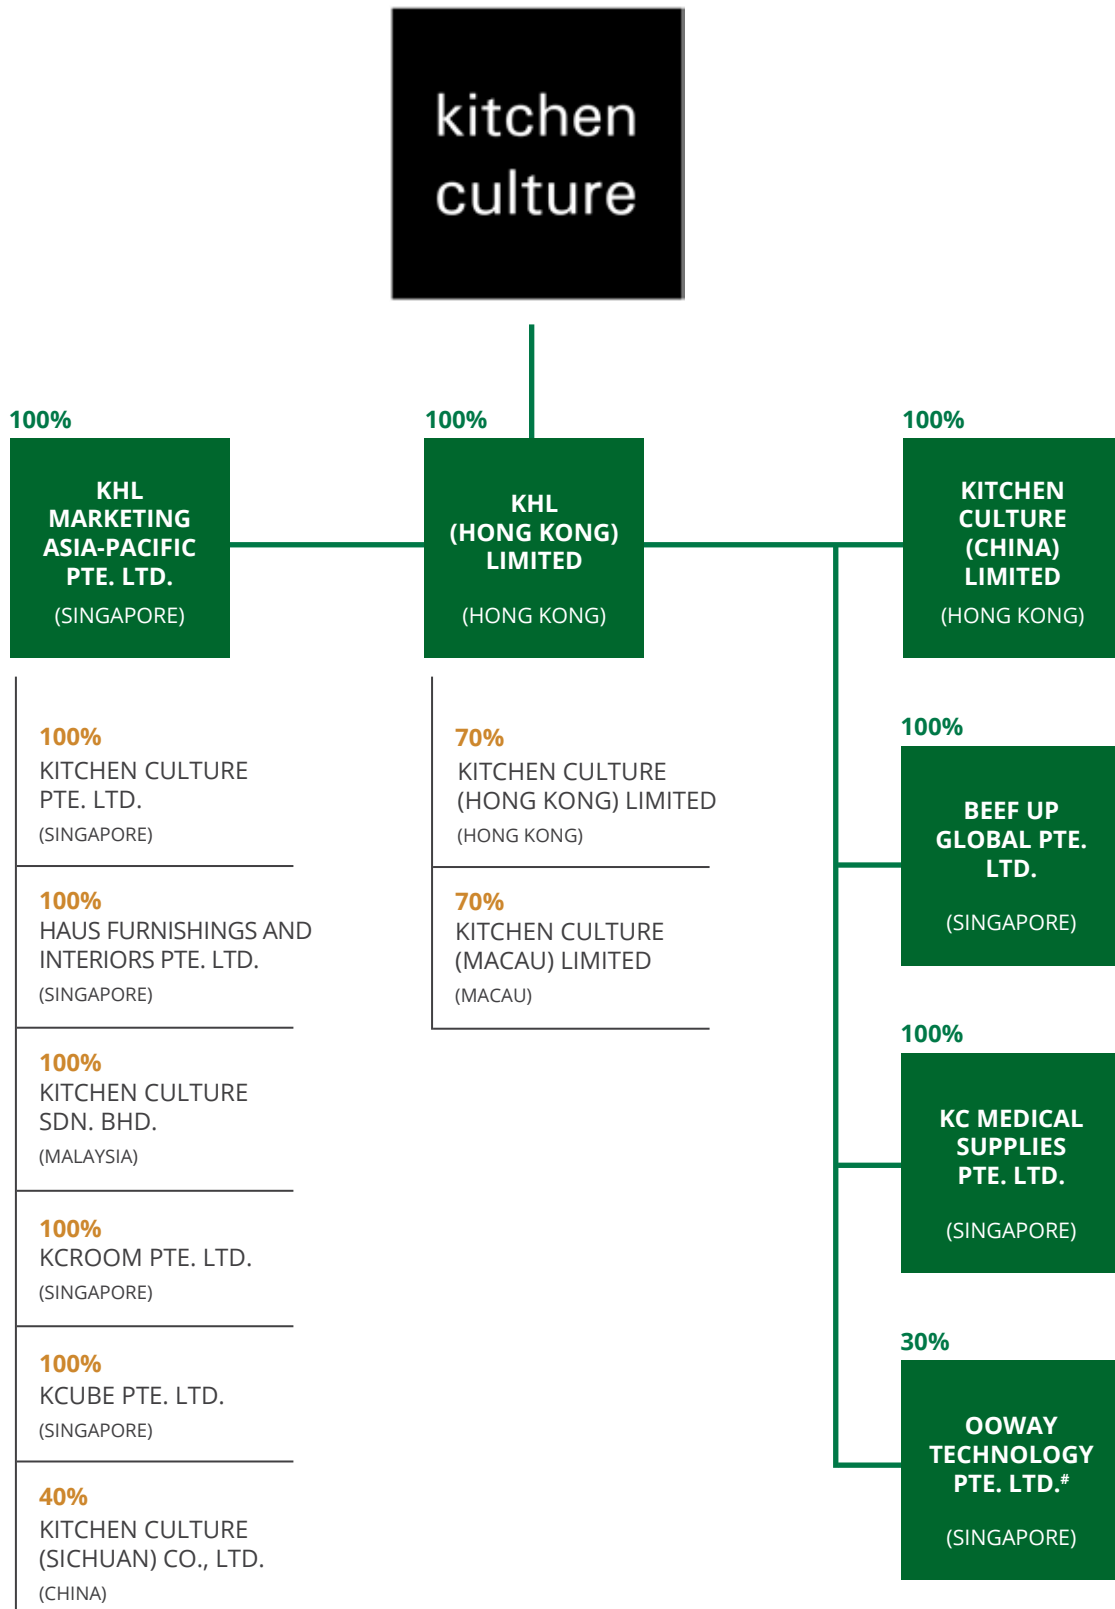 kitchen
culture
100%
KHL
MARKETING
ASIA-PACIFIC
PTE. LTD.
(SINGAPORE)
100%
KITCHEN CULTURE
PTE. LTD.
(SINGAPORE)
100%
HAUS FURNISHINGS AND
INTERIORS PTE. LTD.
(SINGAPORE)
100%
KITCHEN CULTURE
SDN. BHD.
(MALAYSIA)
100%
KCROOM PTE. LTD.
(SINGAPORE)
100%
KCUBE PTE. LTD.
(SINGAPORE)
40%
KITCHEN CULTURE
(SICHUAN) CO., LTD.
(CHINA)
100%
KHL
(HONG KONG)
LIMITED
(HONG KONG)
70%
KITCHEN CULTURE
(HONG KONG) LIMITED
(HONG KONG)
70%
KITCHEN CULTURE
(MACAU) LIMITED
(MACAU)
100%
KITCHEN
CULTURE
(CHINA)
LIMITED
(HONG KONG)
100%
BEEF UP
GLOBAL PTE.
LTD.
(SINGAPORE)
100%
KC MEDICAL
SUPPLIES
PTE. LTD.
(SINGAPORE)
30%
OOWAY
TECHNOLOGY
PTE. LTD.#
(SINGAPORE)